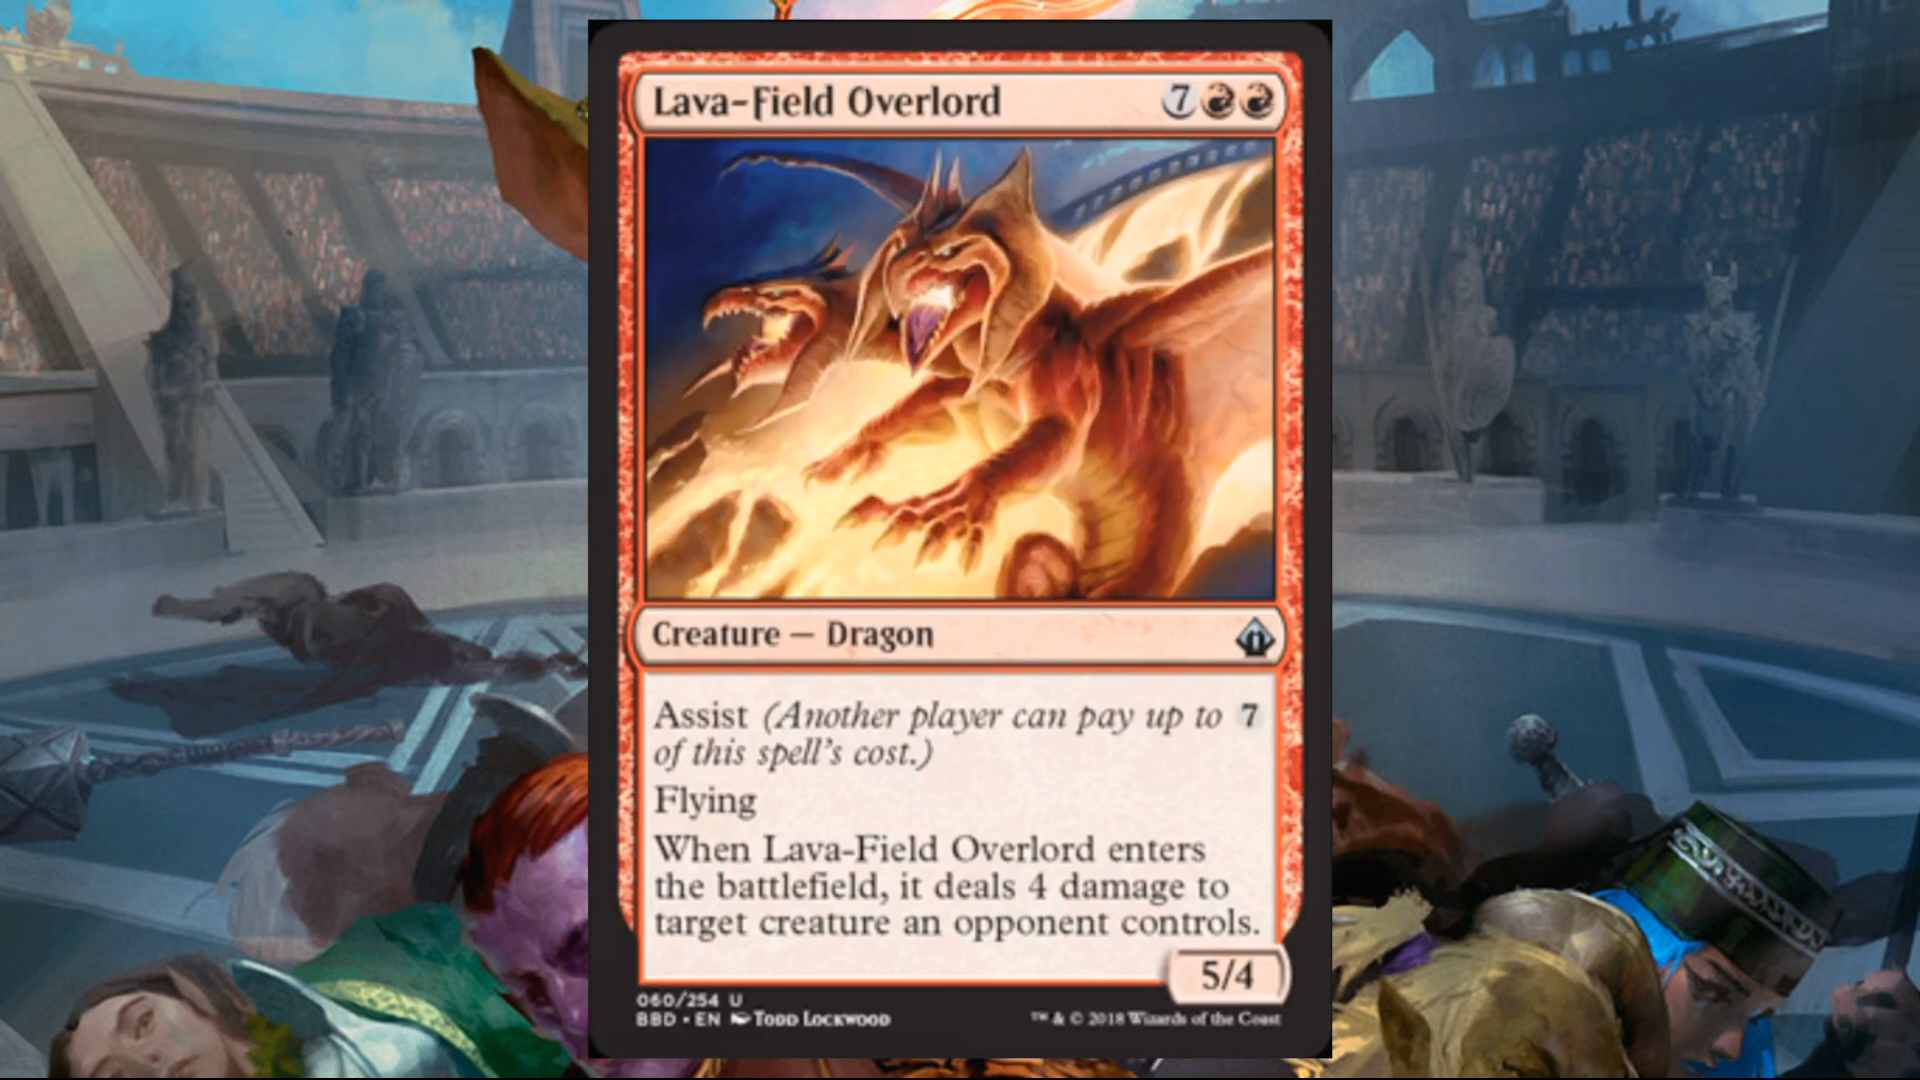 Lava-Field Overlord 7
Creature — Dragon
Assist (Another player can pay up to 7
of this spell's cost.)
Flying
When Lava-Field Overlord enters
the battlefield, it deals 4 damage to
target creature an opponent controls.
5/4
060/254 U
BBD • EN Todd Lockwood
™ & © 2018 Wizards of the Coast